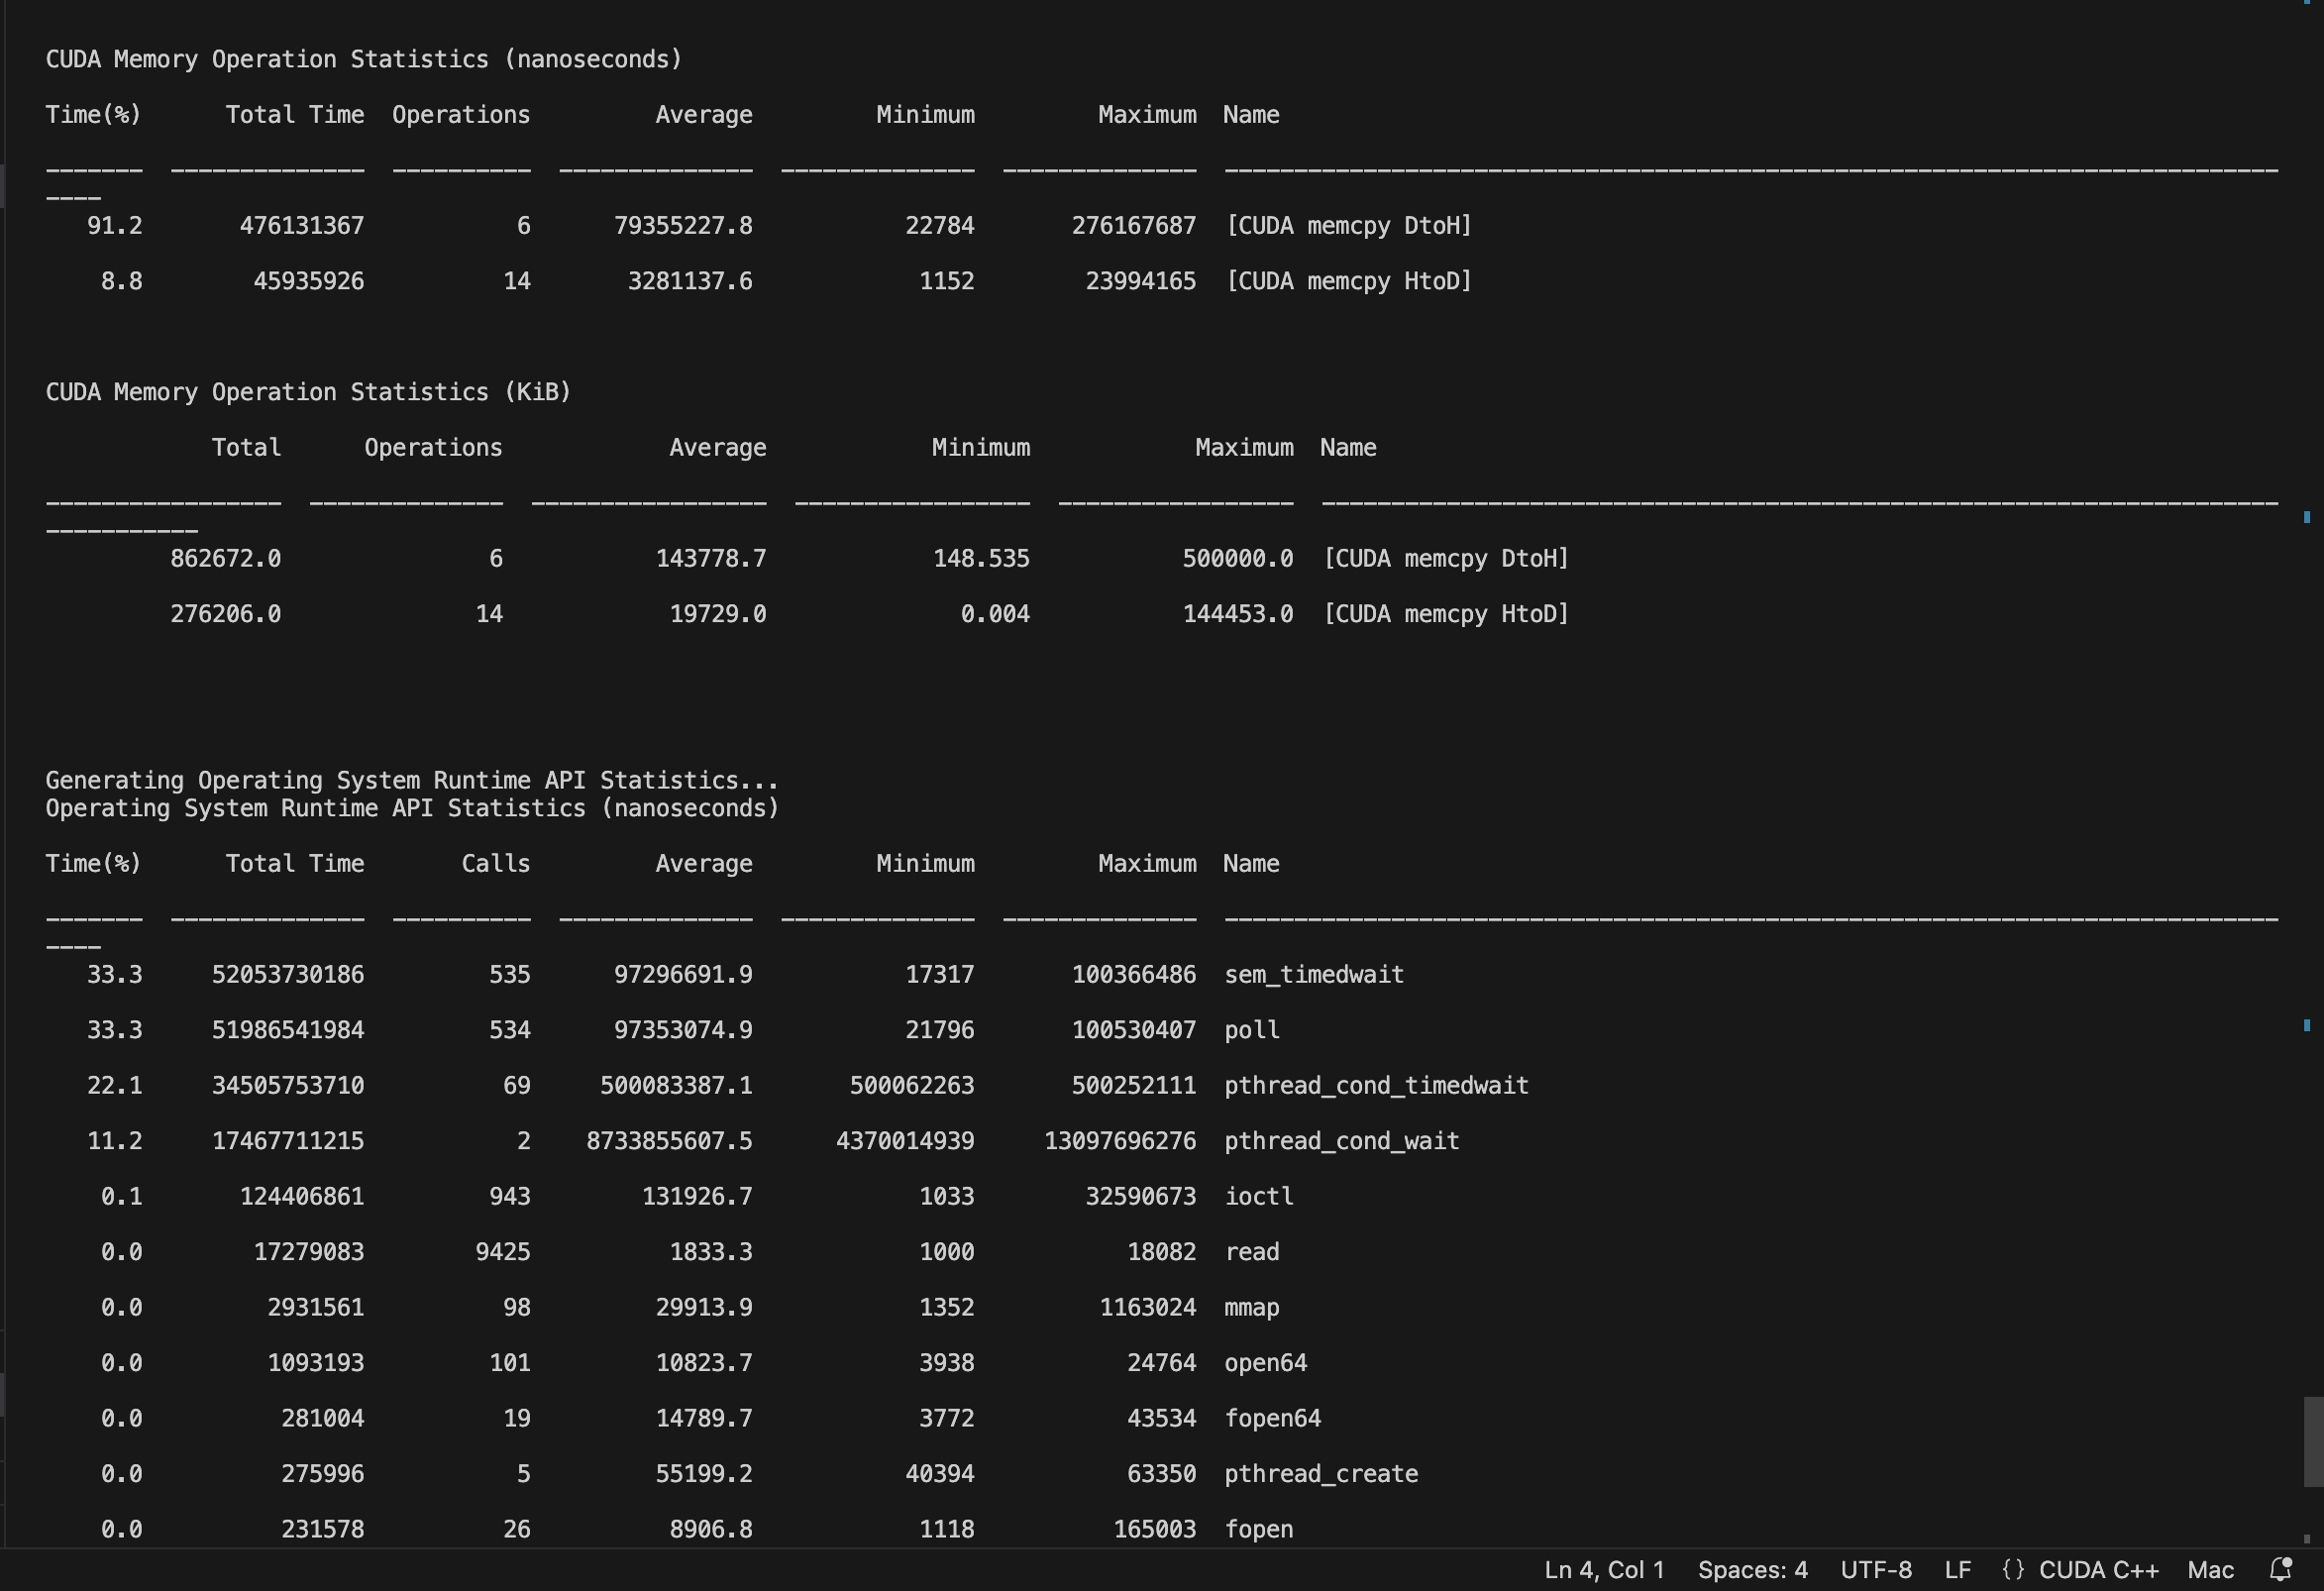 CUDA Memory Operation Statistics (nanoseconds)
Time(%)      Total Time  Operations         Average         Minimum         Maximum  Name
-------  --------------  ----------  --------------  --------------  --------------  ----------------------------------------------------------------------------
----
   91.2       476131367           6      79355227.8           22784       276167687  [CUDA memcpy DtoH]
    8.8        45935926          14       3281137.6            1152        23994165  [CUDA memcpy HtoD]
CUDA Memory Operation Statistics (KiB)
            Total      Operations            Average            Minimum            Maximum  Name
-----------------  --------------  -----------------  -----------------  -----------------  ---------------------------------------------------------------------
-----------
         862672.0               6           143778.7            148.535           500000.0  [CUDA memcpy DtoH]
         276206.0              14            19729.0              0.004           144453.0  [CUDA memcpy HtoD]
Generating Operating System Runtime API Statistics...
Operating System Runtime API Statistics (nanoseconds)
Time(%)      Total Time       Calls         Average         Minimum         Maximum  Name
-------  --------------  ----------  --------------  --------------  --------------  ----------------------------------------------------------------------------
----
   33.3     52053730186         535      97296691.9           17317       100366486  sem_timedwait
   33.3     51986541984         534      97353074.9           21796       100530407  poll
   22.1     34505753710          69     500083387.1       500062263       500252111  pthread_cond_timedwait
   11.2     17467711215           2    8733855607.5      4370014939     13097696276  pthread_cond_wait
    0.1       124406861         943        131926.7            1033        32590673  ioctl
    0.0        17279083        9425          1833.3            1000           18082  read
    0.0         2931561          98         29913.9            1352         1163024  mmap
    0.0         1093193         101         10823.7            3938           24764  open64
    0.0          281004          19         14789.7            3772           43534  fopen64
    0.0          275996           5         55199.2           40394           63350  pthread_create
    0.0          231578          26          8906.8            1118          165003  fopen
Ln 4, Col 1  Spaces: 4  UTF-8  LF  {} CUDA C++  Mac